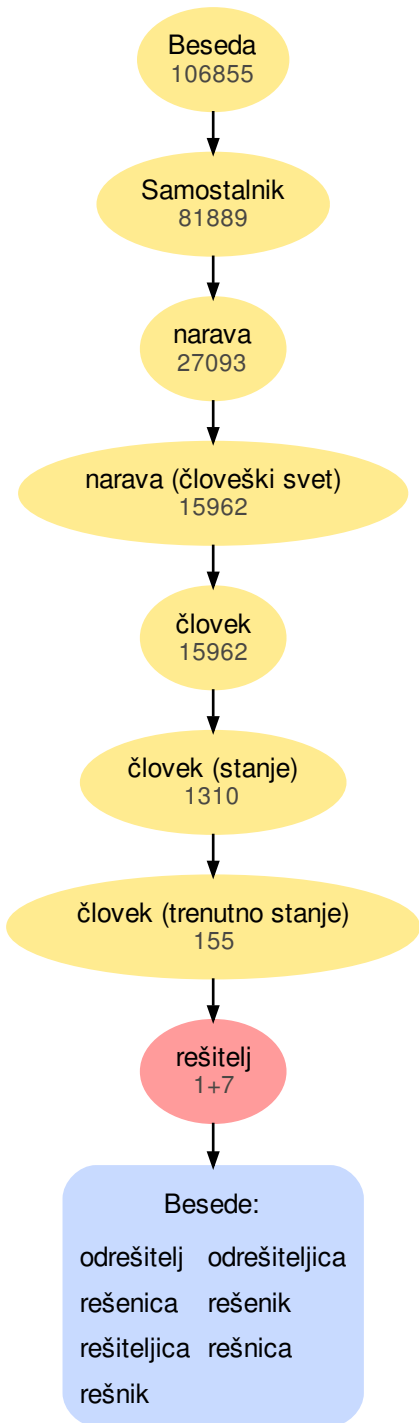 Beseda
106855
Samostalnik
81889
narava
27093
narava (človeški svet)
15962
človek
15962
človek (stanje)
1310
človek (trenutno stanje)
155
rešitelj
1+7
Besede:
odrešitelj odrešiteljica
rešenica rešenik
rešiteljica rešnica
rešnik